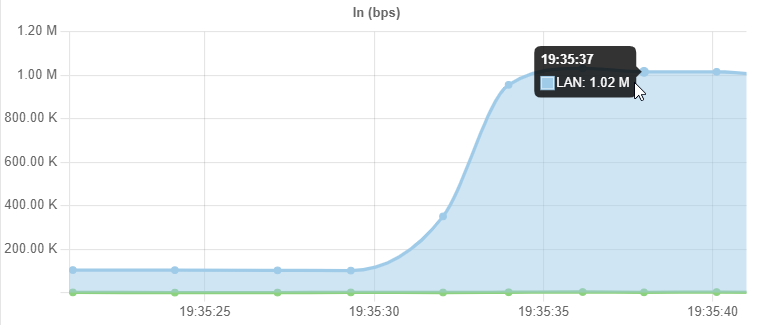 In (bps)
1.20 M
1.00 M
800.00 K
600.00 K
400.00 K
200.00 K
19:35:37
LAN: 1.02 M
19:35:25
19:35:30
19:35:35
19:35:40